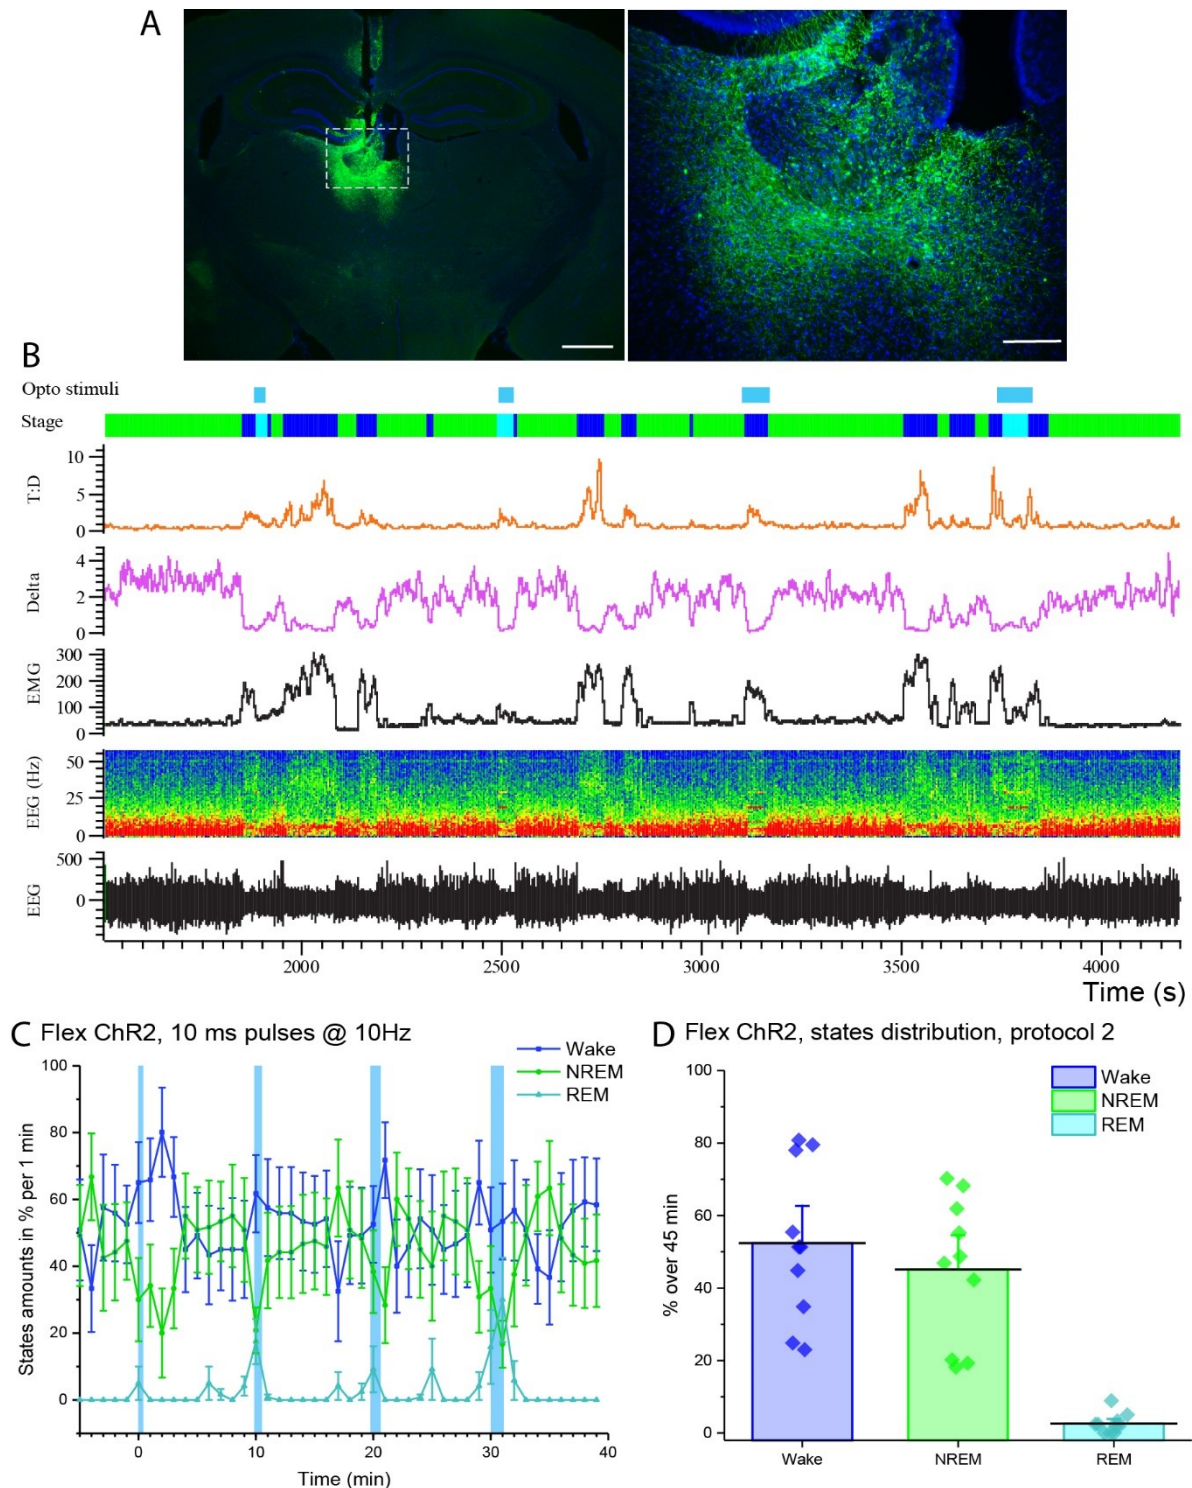 A
B
Opto stimuli
Stage
T:D
10
5
0
Delta
4
2
0
EMG
300
200
100
0
EEG (Hz)
50
25
0
EEG
500
0
2000 2500 3000 3500 4000
Time (s)
C Flex ChR2, 10 ms pulses @ 10Hz
Wake
NREM
REM
States amounts in % per 1 min
100
80
60
40
20
0
0 10 20 30 40
Time (min)
D Flex ChR2, states distribution, protocol 2
Wake
NREM
REM
% over 45 min
100
80
60
40
20
0
Wake NREM REM